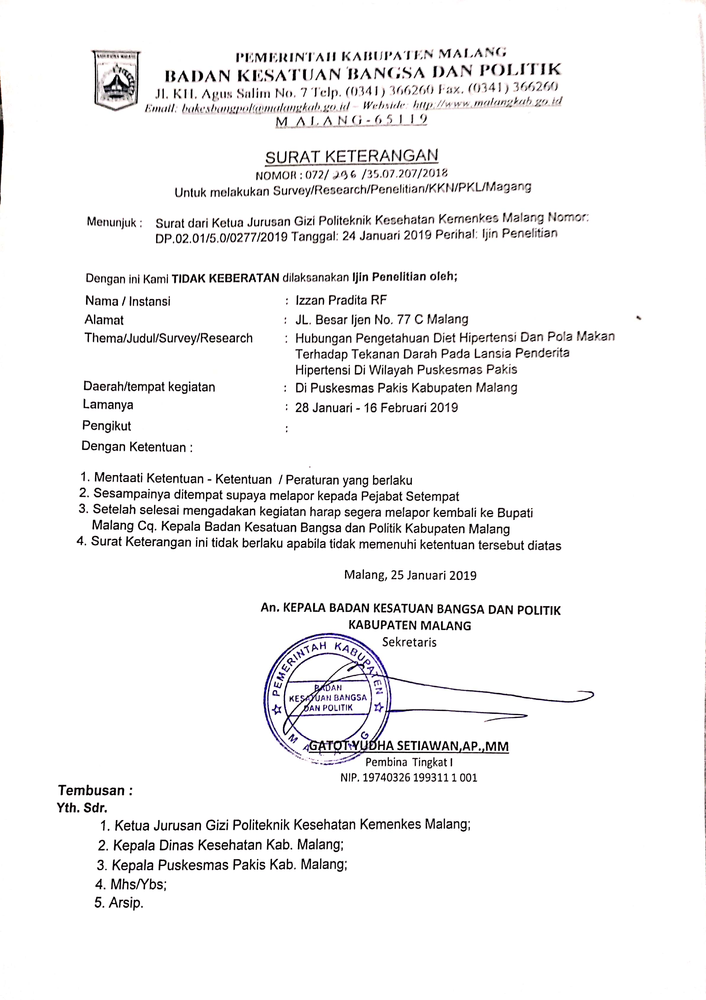 KABUPATEN MALANG
PEMERINTAH KABUPATEN MALANG
BADAN KESATUAN BANGSA DAN POLITIK
Jl. KH. Agus Salim No. 7 Telp. (0341) 366260 Fax. (0341) 366260
Email: bakesbangpol@malangkab.go.id – Webside: http://www.malangkab.go.id
M A L A N G - 6 5 1 1 9
SURAT KETERANGAN
NOMOR : 072/ 296 /35.07.207/2018
Untuk melakukan Survey/Research/Penelitian/KKN/PKL/Magang
Menunjuk : Surat dari Ketua Jurusan Gizi Politeknik Kesehatan Kemenkes Malang Nomor:
DP.02.01/5.0/0277/2019 Tanggal: 24 Januari 2019 Perihal: Ijin Penelitian
Dengan ini Kami TIDAK KEBERATAN dilaksanakan Ijin Penelitian oleh;
Nama / Instansi : Izzan Pradita RF
Alamat : JL. Besar Ijen No. 77 C Malang
Thema/Judul/Survey/Research : Hubungan Pengetahuan Diet Hipertensi Dan Pola Makan
Terhadap Tekanan Darah Pada Lansia Penderita
Hipertensi Di Wilayah Puskesmas Pakis
Daerah/tempat kegiatan : Di Puskesmas Pakis Kabupaten Malang
Lamanya : 28 Januari - 16 Februari 2019
Pengikut :
Dengan Ketentuan :
1. Mentaati Ketentuan - Ketentuan / Peraturan yang berlaku
2. Sesampainya ditempat supaya melapor kepada Pejabat Setempat
3. Setelah selesai mengadakan kegiatan harap segera melapor kembali ke Bupati
Malang Cq. Kepala Badan Kesatuan Bangsa dan Politik Kabupaten Malang
4. Surat Keterangan ini tidak berlaku apabila tidak memenuhi ketentuan tersebut diatas
Malang, 25 Januari 2019
An. KEPALA BADAN KESATUAN BANGSA DAN POLITIK
KABUPATEN MALANG
Sekretaris
PEMERINTAH KABUPATEN
BADAN
KESATUAN BANGSA
DAN POLITIK
MALANG
GATOT YUDHA SETIAWAN,AP.,MM
Pembina Tingkat I
NIP. 19740326 199311 1 001
Tembusan :
Yth. Sdr.
1. Ketua Jurusan Gizi Politeknik Kesehatan Kemenkes Malang;
2. Kepala Dinas Kesehatan Kab. Malang;
3. Kepala Puskesmas Pakis Kab. Malang;
4. Mhs/Ybs;
5. Arsip.